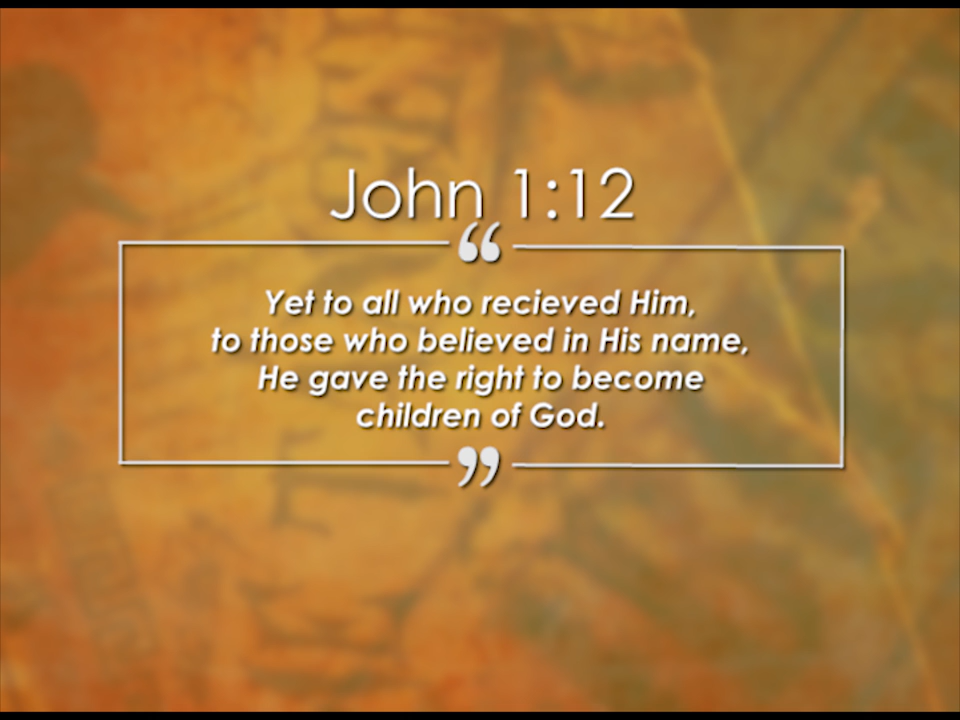 John 1:12
“
Yet to all who recieved Him,
to those who believed in His name,
He gave the right to become
children of God.
”